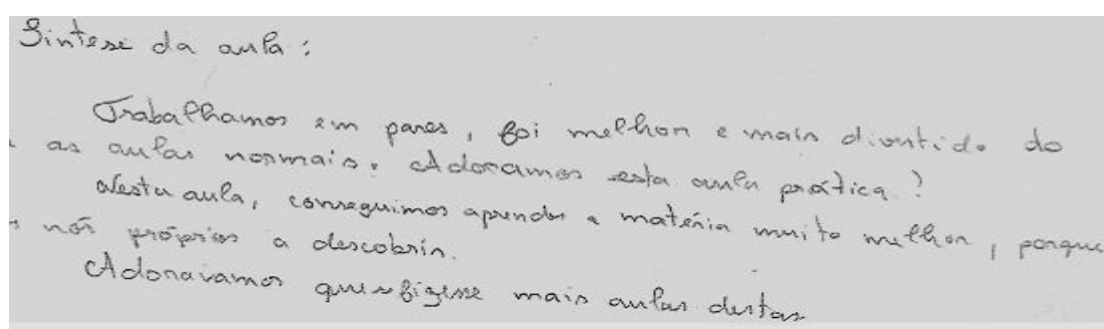 Síntese da aula :
Trabalhamos em pares, foi melhor e mais divertido do
as aulas normais. Adoramos esta aula prática !
Nesta aula, conseguimos aprender a matéria muito melhor, porque
nós próprios a descobrir.
Adoravamos que fizesse mais aulas destas